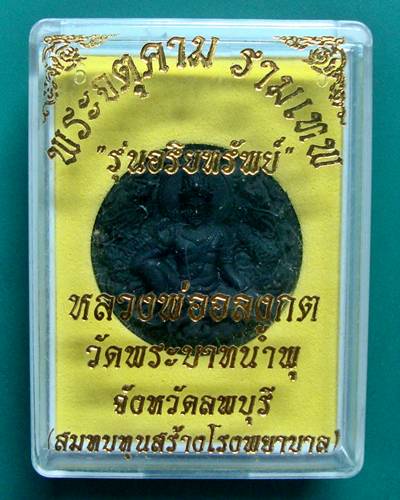 พระจตุคาม รามเทพ
"รุ่นอริยทรัพย์"
หลวงพ่ออลงกต
วัดพระบาทน้ำพุ
จังหวัดลพบุรี
(สมทบทุนสร้างโรงพยาบาล)